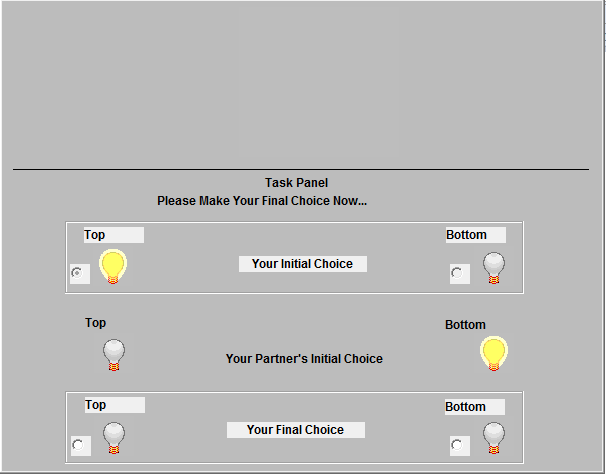 Task Panel
Please Make Your Final Choice Now...
Top
Bottom
Your Initial Choice
Top
Bottom
Your Partner's Initial Choice
Top
Bottom
Your Final Choice